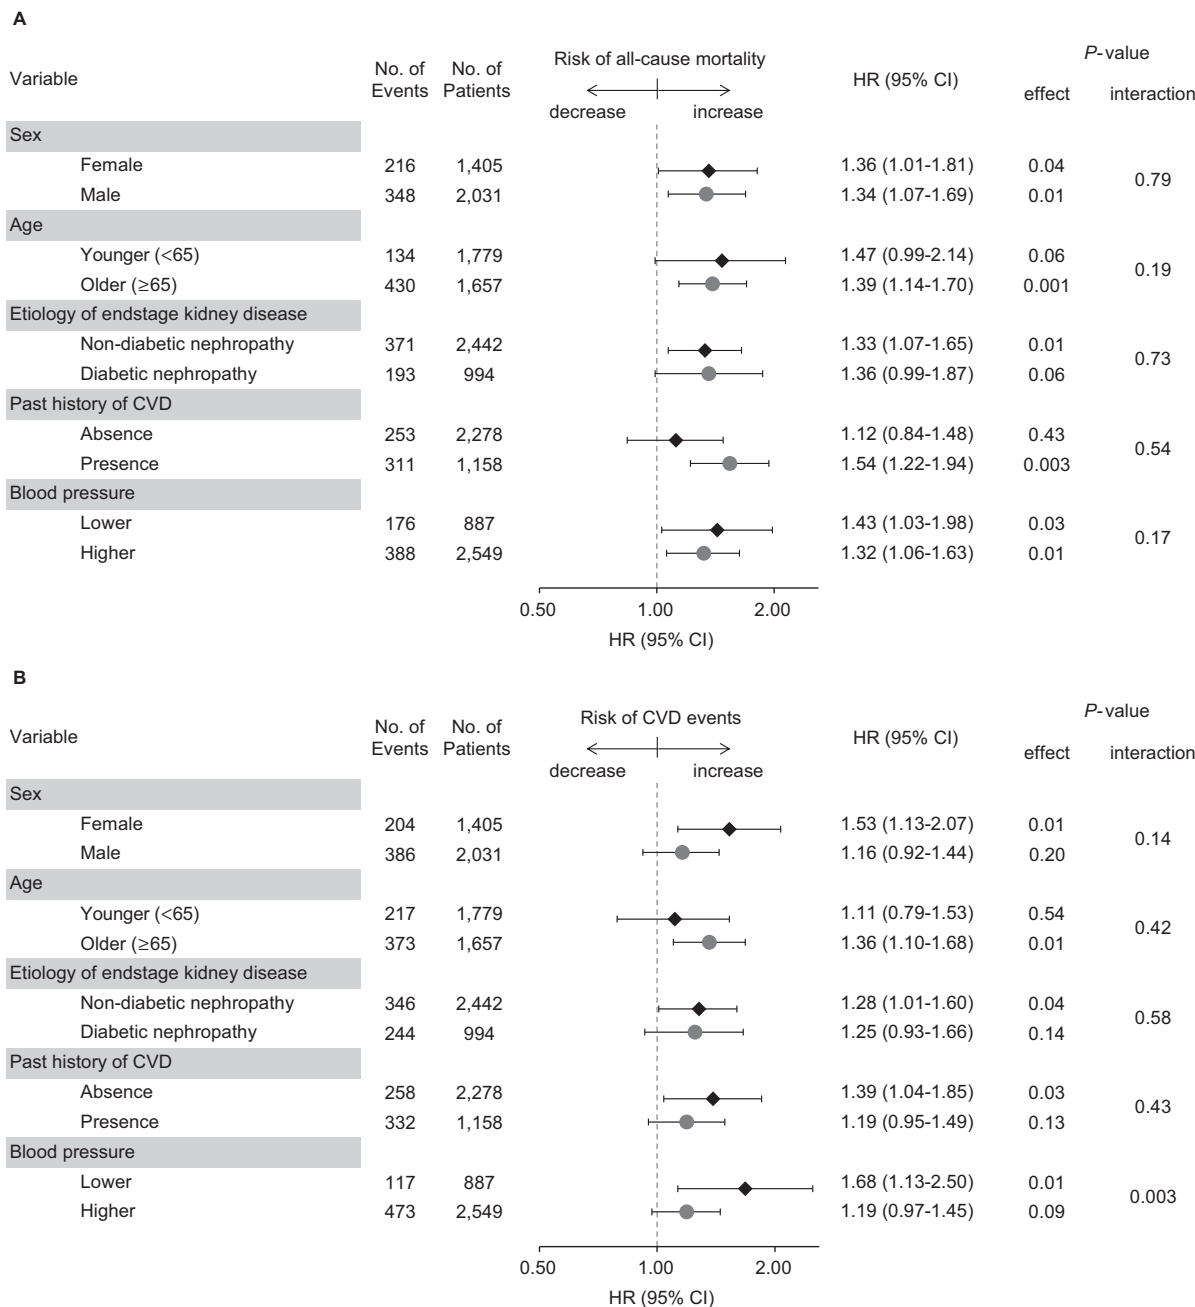 A
Risk of all-cause mortality
P-value
Variable No. of Events No. of Patients HR (95% CI) effect interaction
decrease increase
Sex
Female 216 1,405 1.36 (1.01-1.81) 0.04
0.79
Male 348 2,031 1.34 (1.07-1.69) 0.01
Age
Younger (<65) 134 1,779 1.47 (0.99-2.14) 0.06
0.19
Older (≥65) 430 1,657 1.39 (1.14-1.70) 0.001
Etiology of endstage kidney disease
Non-diabetic nephropathy 371 2,442 1.33 (1.07-1.65) 0.01
0.73
Diabetic nephropathy 193 994 1.36 (0.99-1.87) 0.06
Past history of CVD
Absence 253 2,278 1.12 (0.84-1.48) 0.43
0.54
Presence 311 1,158 1.54 (1.22-1.94) 0.003
Blood pressure
Lower 176 887 1.43 (1.03-1.98) 0.03
0.17
Higher 388 2,549 1.32 (1.06-1.63) 0.01
0.50 1.00 2.00
HR (95% CI)
B
Risk of CVD events
P-value
Variable No. of Events No. of Patients HR (95% CI) effect interaction
decrease increase
Sex
Female 204 1,405 1.53 (1.13-2.07) 0.01
0.14
Male 386 2,031 1.16 (0.92-1.44) 0.20
Age
Younger (<65) 217 1,779 1.11 (0.79-1.53) 0.54
0.42
Older (≥65) 373 1,657 1.36 (1.10-1.68) 0.01
Etiology of endstage kidney disease
Non-diabetic nephropathy 346 2,442 1.28 (1.01-1.60) 0.04
0.58
Diabetic nephropathy 244 994 1.25 (0.93-1.66) 0.14
Past history of CVD
Absence 258 2,278 1.39 (1.04-1.85) 0.03
0.43
Presence 332 1,158 1.19 (0.95-1.49) 0.13
Blood pressure
Lower 117 887 1.68 (1.13-2.50) 0.01
0.003
Higher 473 2,549 1.19 (0.97-1.45) 0.09
0.50 1.00 2.00
HR (95% CI)